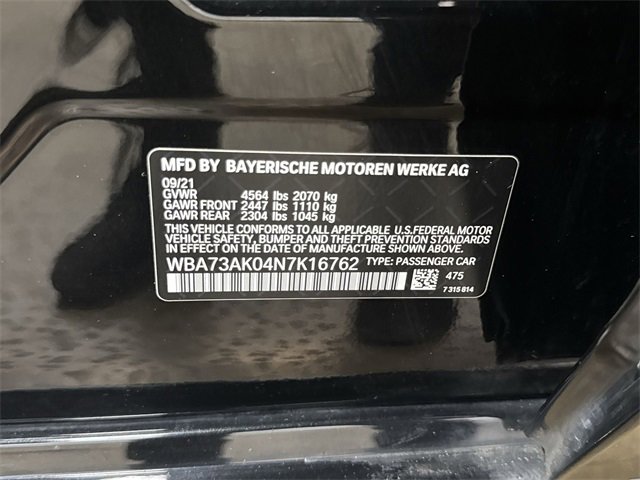 MFD BY BAYERISCHE MOTOREN WERKE AG
09/21
GVWR 4564 lbs 2070 kg
GAWR FRONT 2447 lbs 1110 kg
GAWR REAR 2304 lbs 1045 kg
THIS VEHICLE CONFORMS TO ALL APPLICABLE U.S.FEDERAL MOTOR
VEHICLE SAFETY, BUMPER, AND THEFT PREVENTION STANDARDS
IN EFFECT ON THE DATE OF MANUFACTURE SHOWN ABOVE.
WBA73AK04N7K16762 TYPE: PASSENGER CAR
475
7 315 814